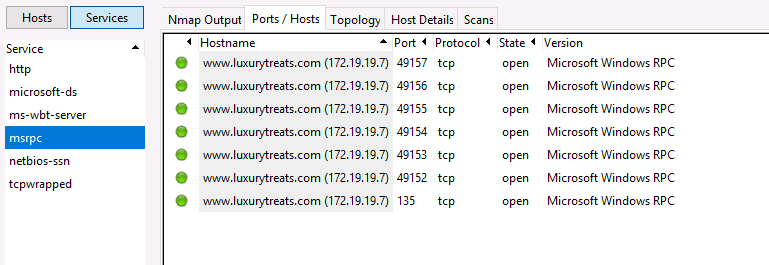 Hosts Services Nmap Output Ports / Hosts Topology Host Details Scans
Service
http
microsoft-ds
ms-wbt-server
msrpc
netbios-ssn
tcpwrapped
Hostname Port Protocol State Version
www.luxurytreats.com (172.19.19.7) 49157 tcp open Microsoft Windows RPC
www.luxurytreats.com (172.19.19.7) 49156 tcp open Microsoft Windows RPC
www.luxurytreats.com (172.19.19.7) 49155 tcp open Microsoft Windows RPC
www.luxurytreats.com (172.19.19.7) 49154 tcp open Microsoft Windows RPC
www.luxurytreats.com (172.19.19.7) 49153 tcp open Microsoft Windows RPC
www.luxurytreats.com (172.19.19.7) 49152 tcp open Microsoft Windows RPC
www.luxurytreats.com (172.19.19.7) 135 tcp open Microsoft Windows RPC